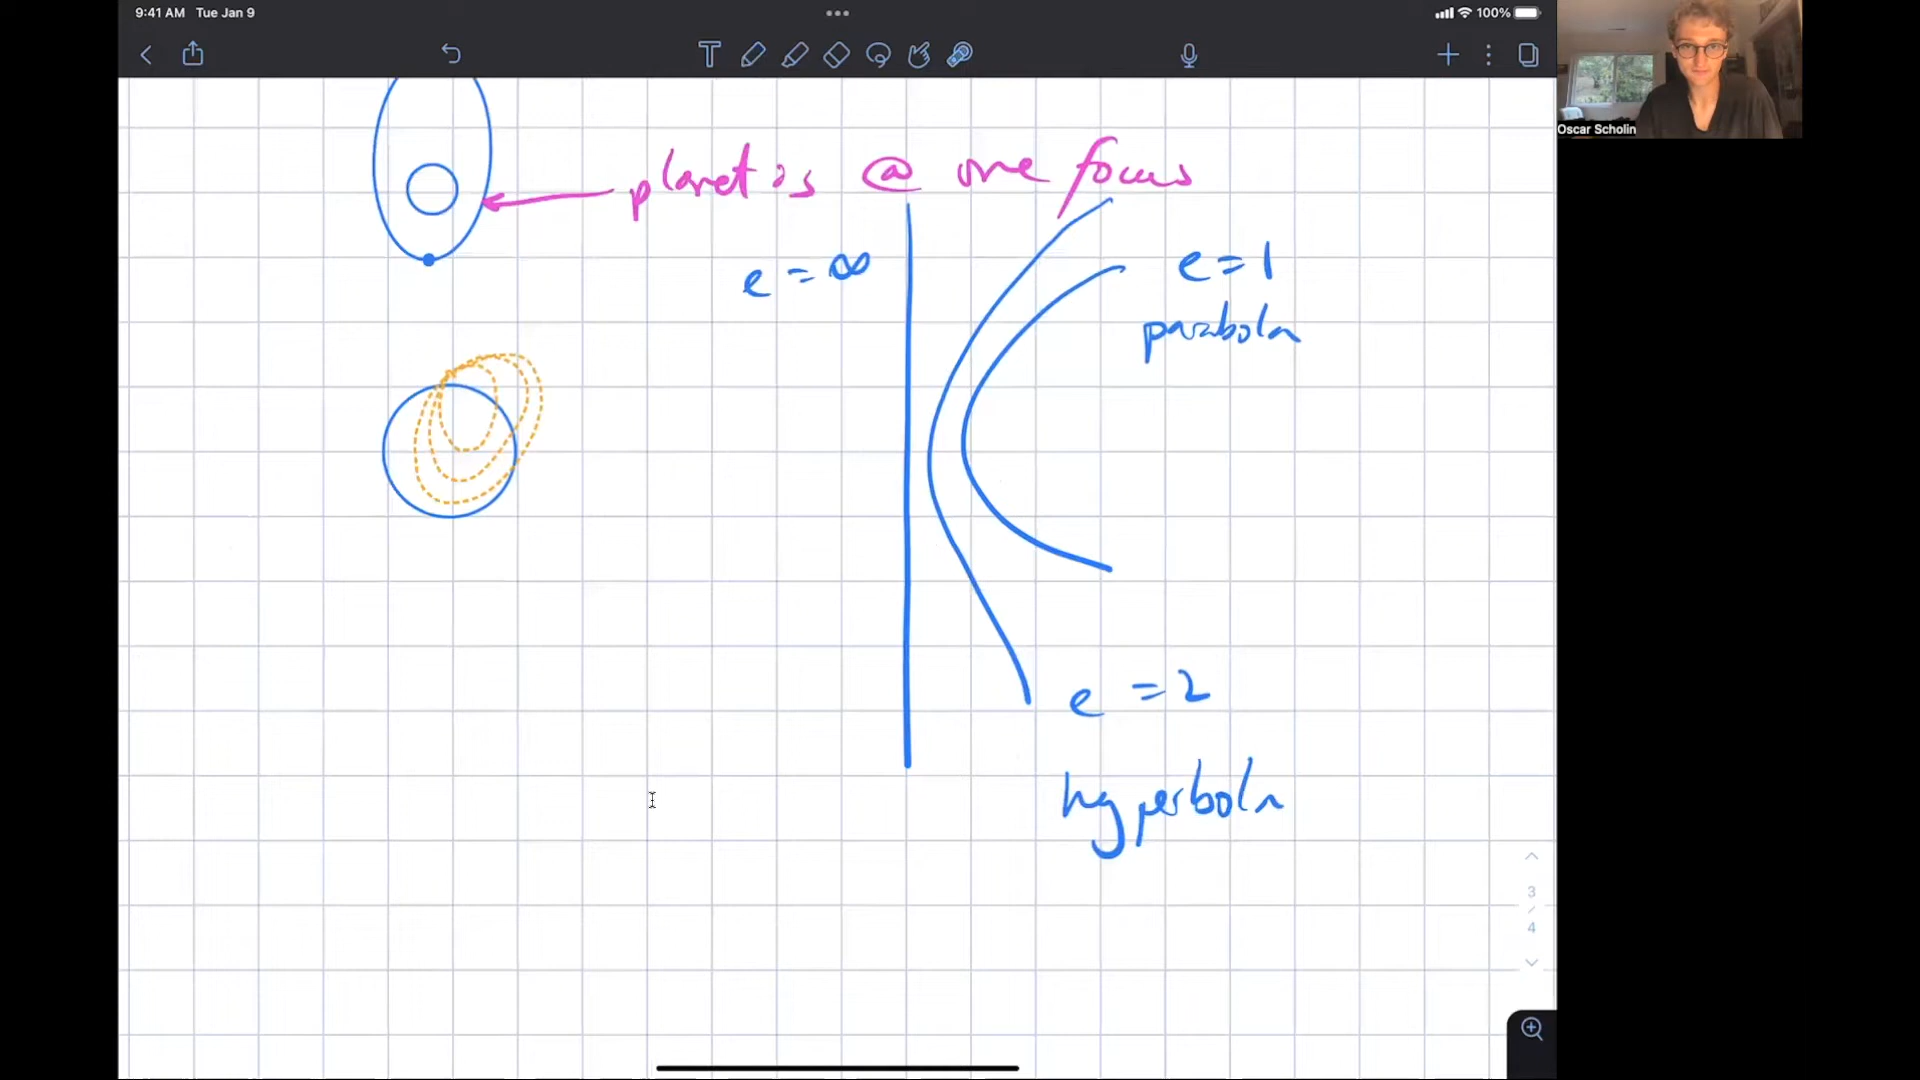 9:41 AM Tue Jan 9
100%
Oscar Scholin
planet is @ one focus
e = ∞
e = 1
parabola
e = 2
hyperbola
3
/
4